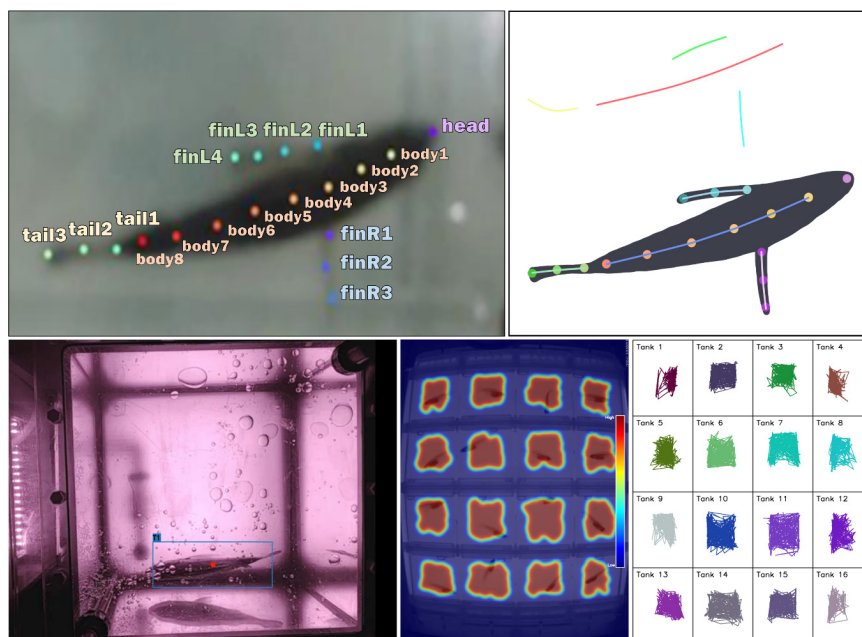 finL3 finL2 finL1
head
finL4
body1
body2
body3
body4
body5
body6
body7
body8
tail1
tail2
tail3
finR1
finR2
finR3
High
Low
Tank 1
Tank 2
Tank 3
Tank 4
Tank 5
Tank 6
Tank 7
Tank 8
Tank 9
Tank 10
Tank 11
Tank 12
Tank 13
Tank 14
Tank 15
Tank 16